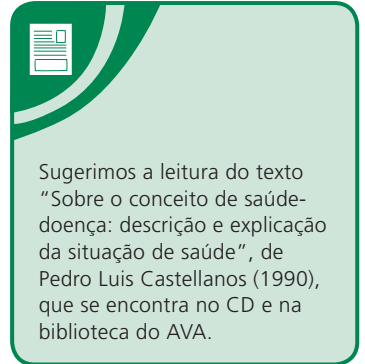 Sugerimos a leitura do texto
“Sobre o conceito de saúde-
doença: descrição e explicação
da situação de saúde”, de
Pedro Luis Castellanos (1990),
que se encontra no CD e na
biblioteca do AVA.